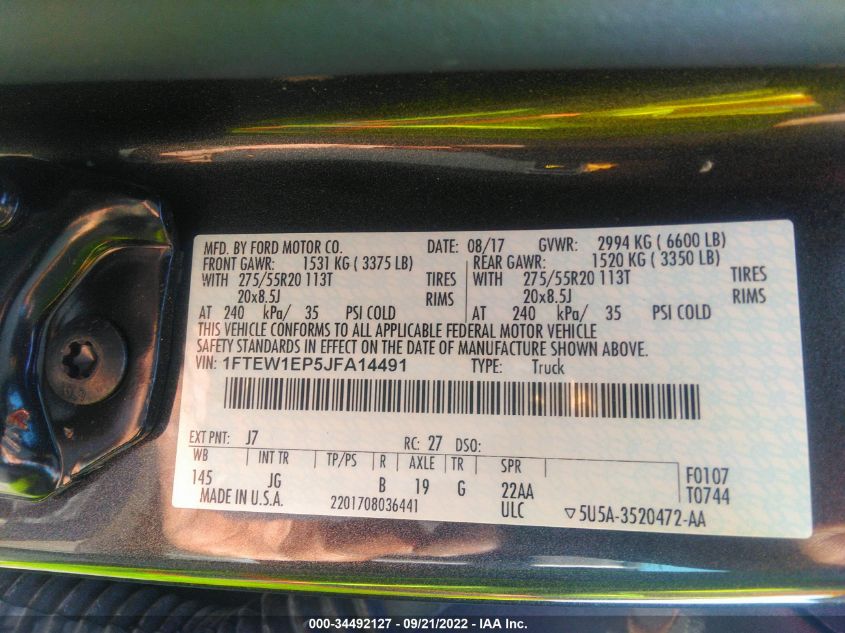 MFD. BY FORD MOTOR CO. DATE: 08/17 GVWR: 2994 KG ( 6600 LB)
FRONT GAWR: 1531 KG ( 3375 LB) REAR GAWR: 1520 KG ( 3350 LB)
WITH 275/55R20 113T TIRES WITH 275/55R20 113T TIRES
20x8.5J RIMS 20x8.5J RIMS
AT 240 kPa/ 35 PSI COLD AT 240 kPa/ 35 PSI COLD
THIS VEHICLE CONFORMS TO ALL APPLICABLE FEDERAL MOTOR VEHICLE
SAFETY STANDARDS IN EFFECT ON THE DATE OF MANUFACTURE SHOWN ABOVE.
VIN: 1FTEW1EP5JFA14491 TYPE: Truck
EXT PNT: J7 RC: 27 DSO:
WB INT TR TP/PS R AXLE TR SPR
145 JG B 19 G 22AA F0107
MADE IN U.S.A. 2201708036441 ULC T0744
▽5U5A-3520472-AA
000-34492127 - 09/21/2022 - IAA Inc.